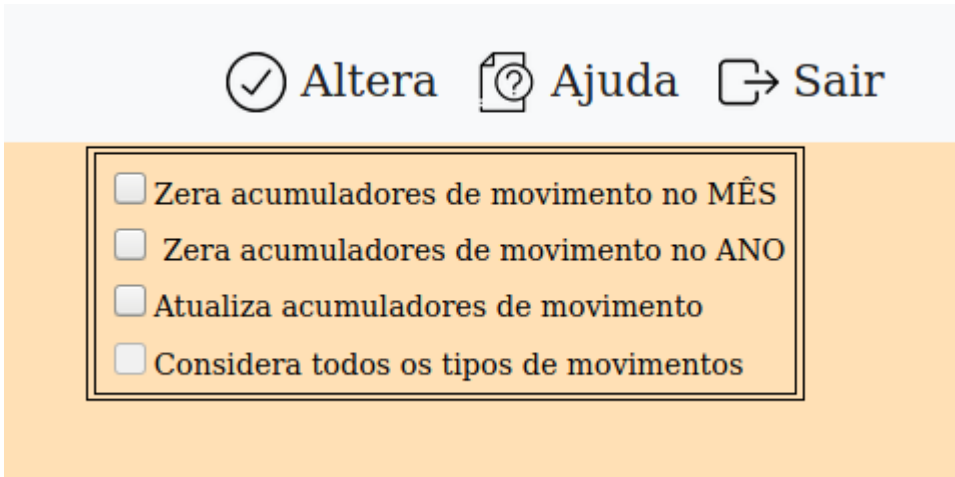 Altera Ajuda Sair
Zera acumuladores de movimento no MÊS
Zera acumuladores de movimento no ANO
Atualiza acumuladores de movimento
Considera todos os tipos de movimentos